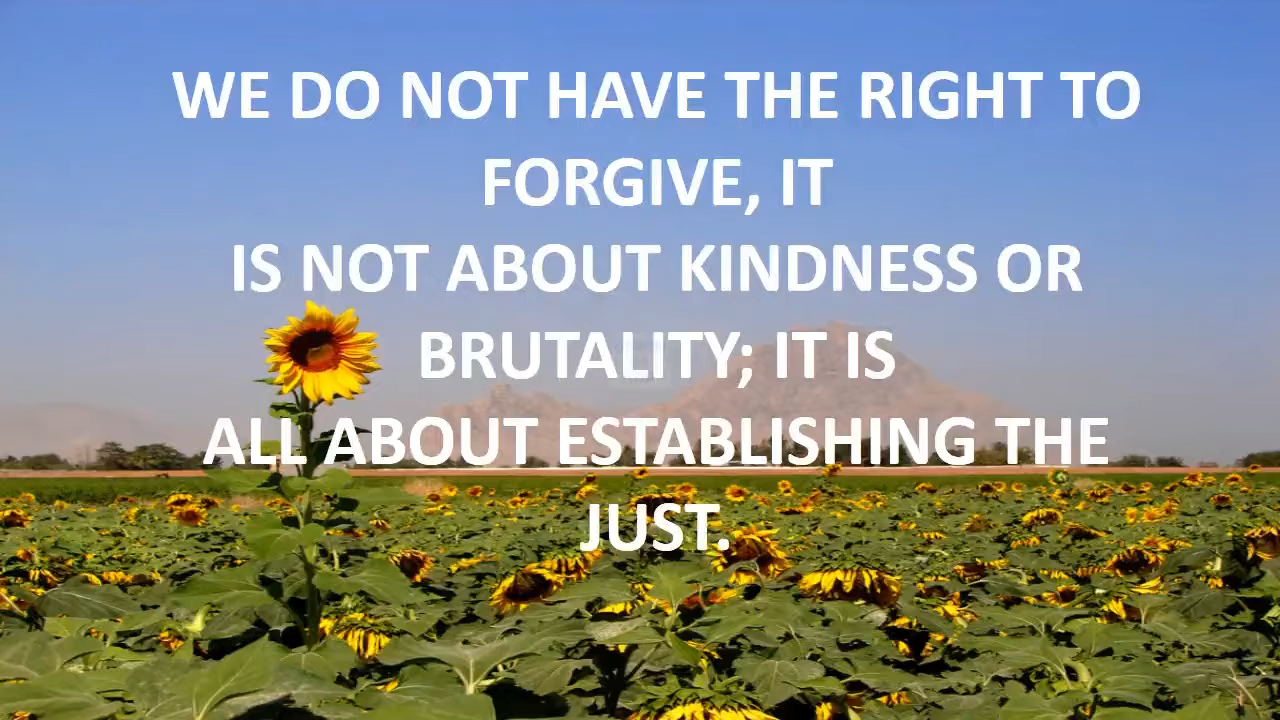 WE DO NOT HAVE THE RIGHT TO
FORGIVE, IT
IS NOT ABOUT KINDNESS OR
BRUTALITY; IT IS
ALL ABOUT ESTABLISHING THE
JUST.